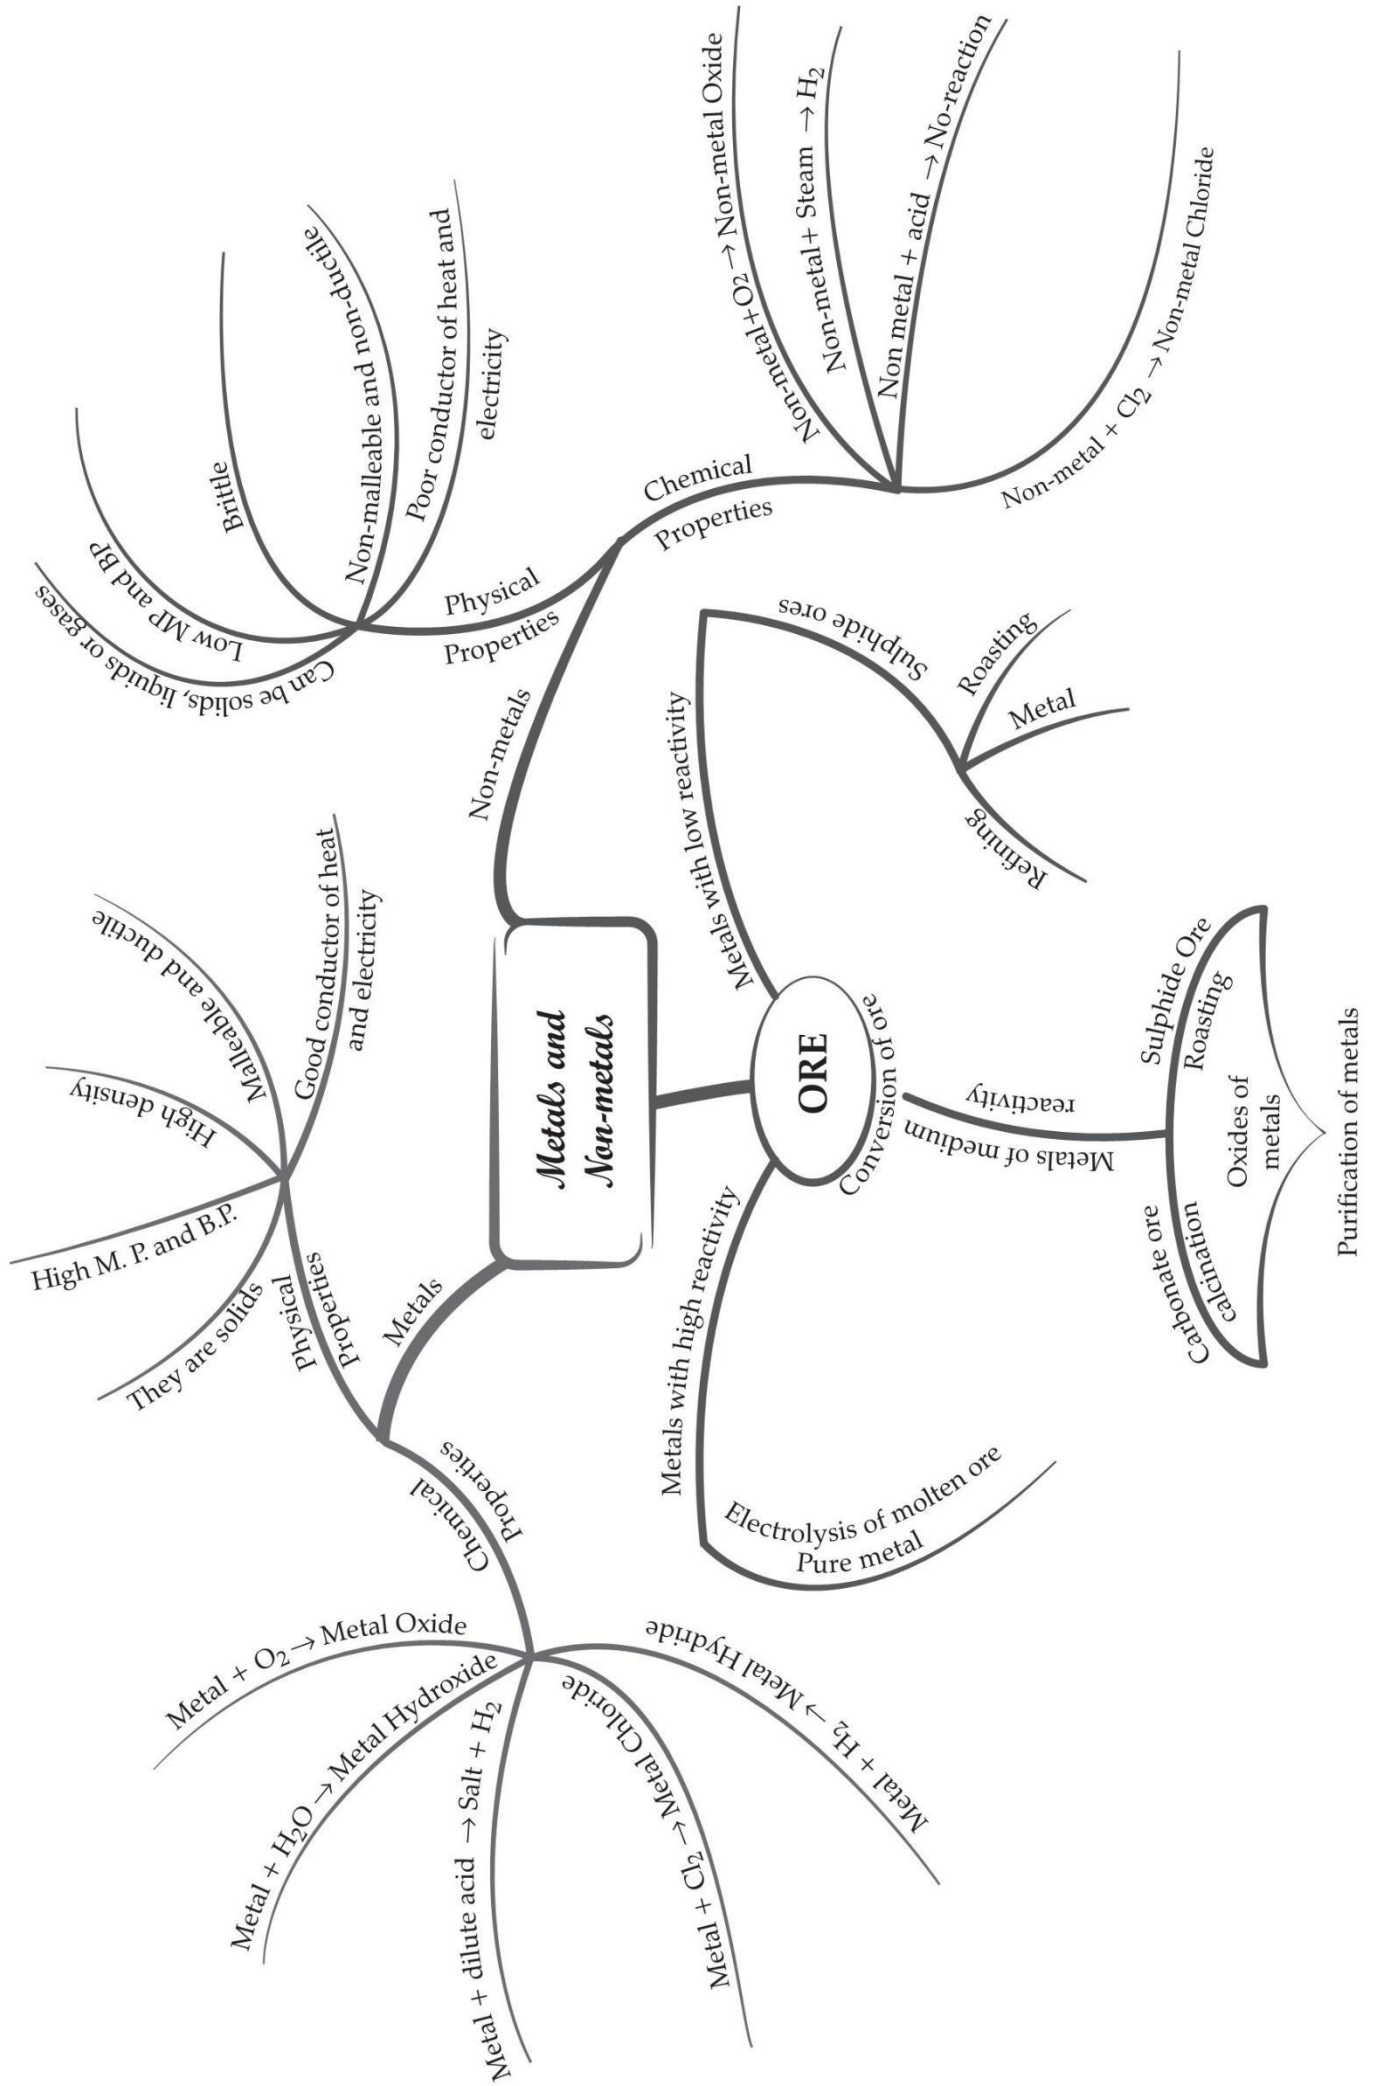 Metals and
Non-metals
Metals
Physical
Properties
They are solids
High M. P. and B.P.
High density
Malleable and ductile
Good conductor of heat
and electricity
Chemical
Properties
Metal + O₂ → Metal Oxide
Metal + H₂O → Metal Hydroxide
Metal + dilute acid → Salt + H₂
Metal + Cl₂ → Metal Chloride
Metal + H₂ → Metal Hydride
Non-metals
Physical
Properties
Can be solids, liquids or gases
Low MP and BP
Brittle
Non-malleable and non-ductile
Poor conductor of heat and
electricity
Chemical
Properties
Non-metal+O₂ → Non-metal Oxide
Non-metal+ Steam → H₂
Non metal + acid → No-reaction
Non-metal + Cl₂ → Non-metal Chloride
ORE
Conversion of ore
Metals with high reactivity
Electrolysis of molten ore
Pure metal
Metals of medium
reactivity
Carbonate ore
calcination
Sulphide Ore
Roasting
Oxides of
metals
Purification of metals
Metals with low reactivity
Sulphide ores
Roasting
Metal
Refining